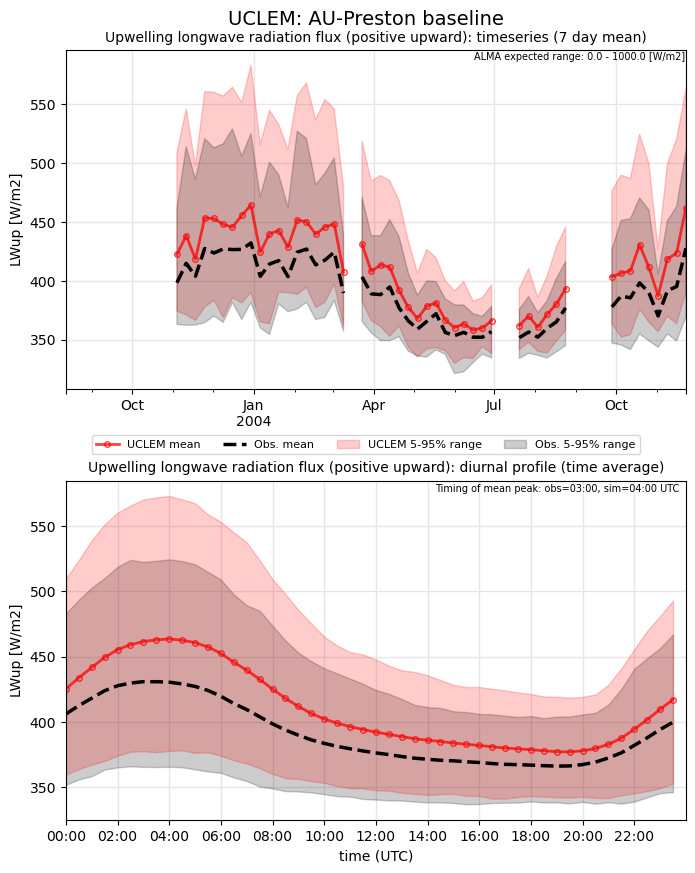 UCLEM: AU-Preston baseline
Upwelling longwave radiation flux (positive upward): timeseries (7 day mean)
ALMA expected range: 0.0 - 1000.0 [W/m2]
LWup [W/m2]
550
500
450
400
350
Oct Jan Apr Jul Oct
2004
UCLEM mean Obs. mean UCLEM 5-95% range Obs. 5-95% range
Upwelling longwave radiation flux (positive upward): diurnal profile (time average)
Timing of mean peak: obs=03:00, sim=04:00 UTC
LWup [W/m2]
550
500
450
400
350
00:00 02:00 04:00 06:00 08:00 10:00 12:00 14:00 16:00 18:00 20:00 22:00
time (UTC)